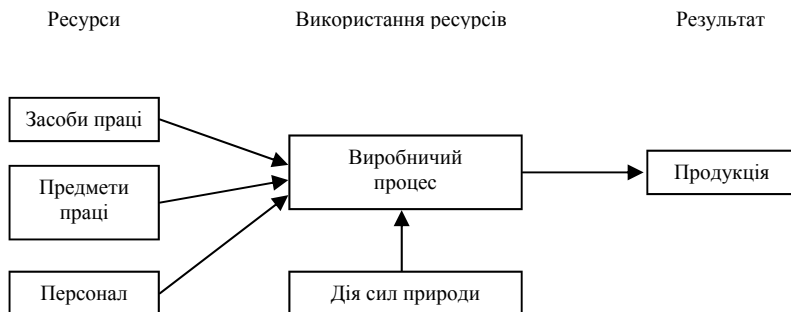 Ресурси
Використання ресурсів
Результат
Засоби праці
Предмети
праці
Персонал
Виробничий
процес
Дія сил природи
Продукція